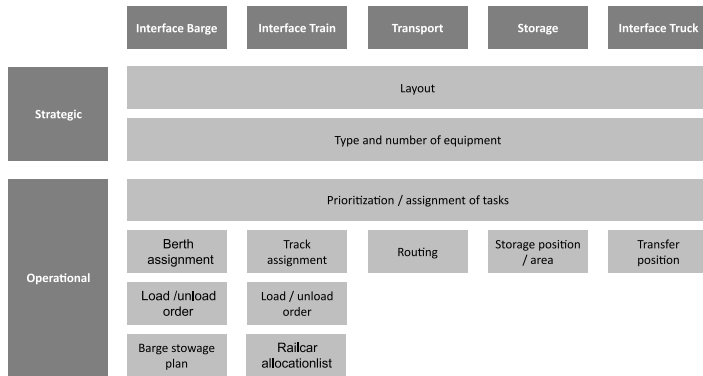 Interface Barge
Interface Train
Transport
Storage
Interface Truck
Strategic
Layout
Type and number of equipment
Operational
Prioritization / assignment of tasks
Berth
assignment
Track
assignment
Routing
Storage position
/ area
Transfer
position
Load /unload
order
Load / unload
order
Barge stowage
plan
Railcar
allocationlist